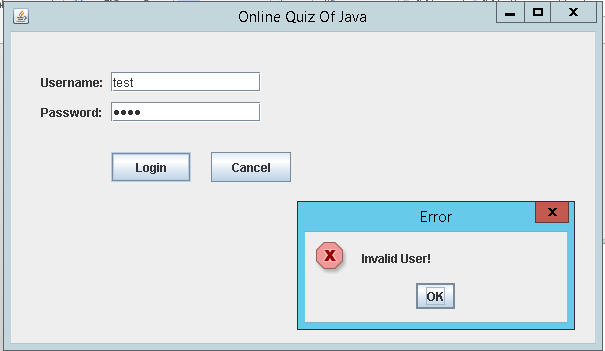 Online Quiz Of Java
Username: test
Password: ●●●●
Login Cancel
Error
Invalid User!
OK